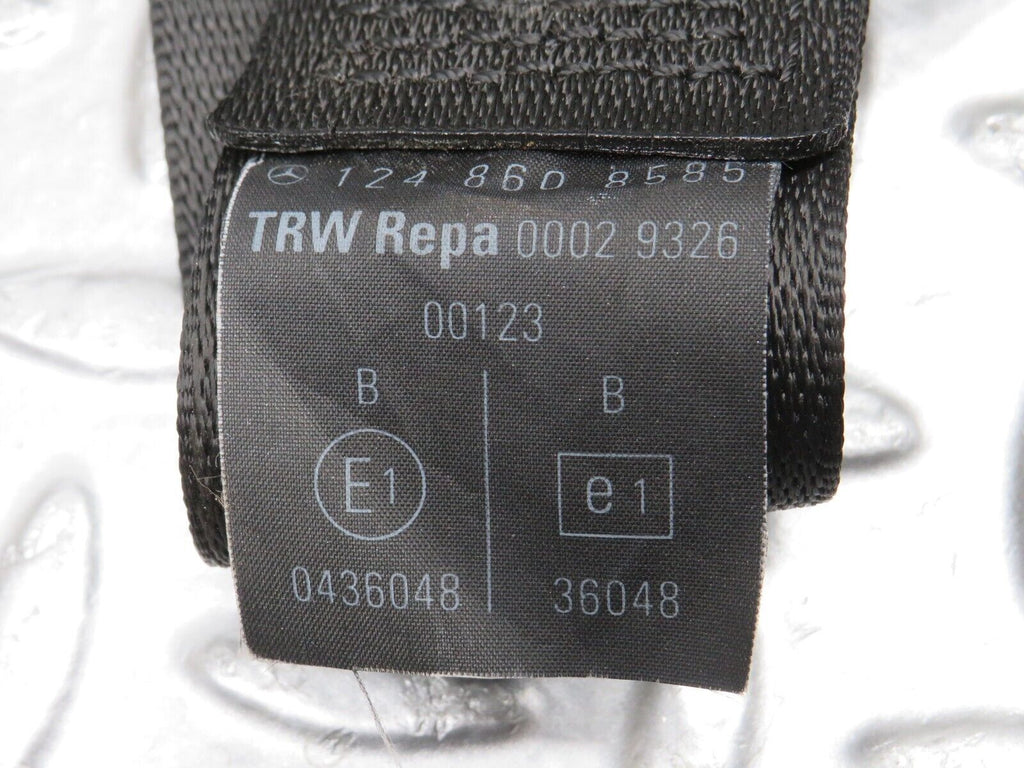 124 860 8585
TRW Repa 0002 9326
00123
B B
E1 e1
0436048 36048